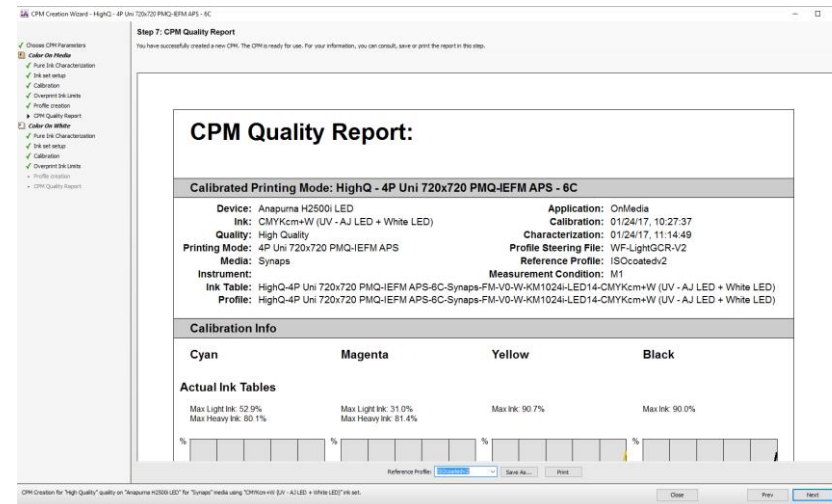 CPM Creation Wizard - HighQ - 4P Uni 720x720 PMQ-IEFM APS - 6C
Step 7: CPM Quality Report
You have successfully created a new CPM. The CPM is ready for use. For your information, you can consult, save or print the report in this step.
Choose CPM Parameters
Color On Media
Pure Ink Characterization
Ink set setup
Calibration
Overprint Ink Limits
Profile creation
CPM Quality Report
Color On White
Pure Ink Characterization
Ink set setup
Calibration
Overprint Ink Limits
Profile creation
CPM Quality Report
CPM Quality Report:
Calibrated Printing Mode: HighQ - 4P Uni 720x720 PMQ-IEFM APS - 6C
Device: Anapurna H2500i LED Application: OnMedia
Ink: CMYKcm+W (UV - AJ LED + White LED) Calibration: 01/24/17, 10:27:37
Quality: High Quality Characterization: 01/24/17, 11:14:49
Printing Mode: 4P Uni 720x720 PMQ-IEFM APS Profile Steering File: WF-LightGCR-V2
Media: Synaps Reference Profile: ISOcoatedv2
Instrument: Measurement Condition: M1
Ink Table: HighQ-4P Uni 720x720 PMQ-IEFM APS-6C-Synaps-FM-V0-W-KM1024i-LED14-CMYKcm+W (UV - AJ LED + White LED)
Profile: HighQ-4P Uni 720x720 PMQ-IEFM APS-6C-Synaps-FM-V0-W-KM1024i-LED14-CMYKcm+W (UV - AJ LED + White LED)
Calibration Info
Cyan Magenta Yellow Black
Actual Ink Tables
Max Light Ink: 52.9% Max Light Ink: 31.0% Max Ink: 90.7% Max Ink: 90.0%
Max Heavy Ink: 80.1% Max Heavy Ink: 81.4%
% % % %
Reference Profile: ISOcoatedv2 Save As... Print
CPM Creation for "High Quality" quality on "Anapurna H2500i LED" for "Synaps" media using "CMYKcm+W (UV - AJ LED + White LED)" ink set.
Close Prev Next